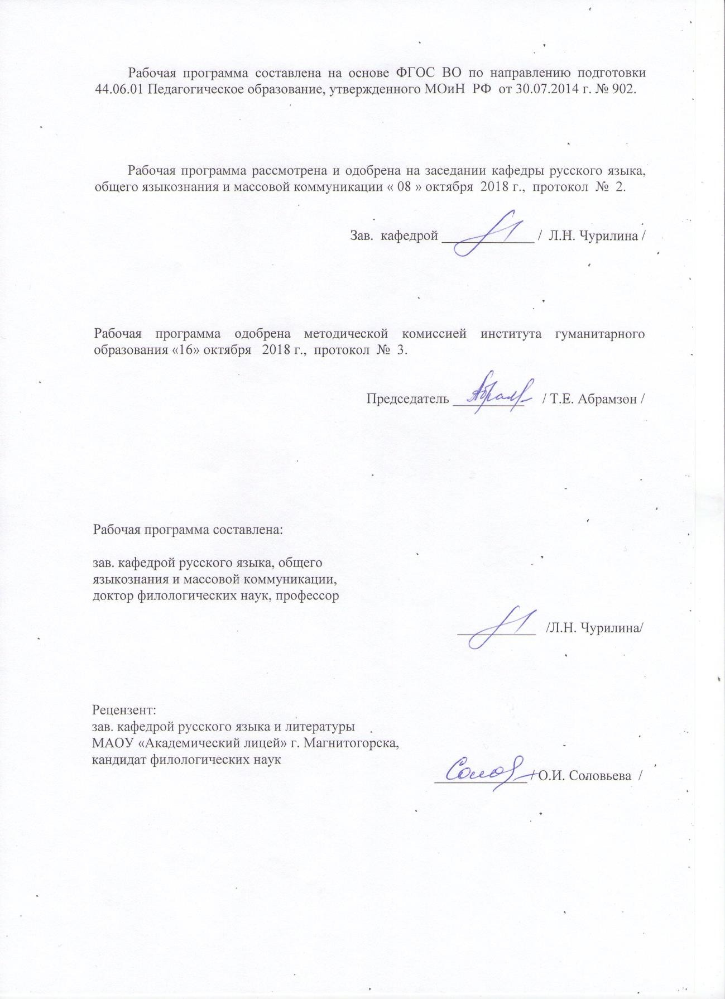 Рабочая программа составлена на основе ФГОС ВО по направлению подготовки
44.06.01 Педагогическое образование, утвержденного МОиН РФ от 30.07.2014 г. № 902.
Рабочая программа рассмотрена и одобрена на заседании кафедры русского языка,
общего языкознания и массовой коммуникации « 08 » октября 2018 г., протокол № 2.
Зав. кафедрой _____________ / Л.Н. Чурилина /
Рабочая программа одобрена методической комиссией института гуманитарного
образования «16» октября 2018 г., протокол № 3.
Председатель __________ / Т.Е. Абрамзон /
Рабочая программа составлена:
зав. кафедрой русского языка, общего
языкознания и массовой коммуникации,
доктор филологических наук, профессор
___________ /Л.Н. Чурилина/
Рецензент:
зав. кафедрой русского языка и литературы
МАОУ «Академический лицей» г. Магнитогорска,
кандидат филологических наук
_____________ / О.И. Соловьева /